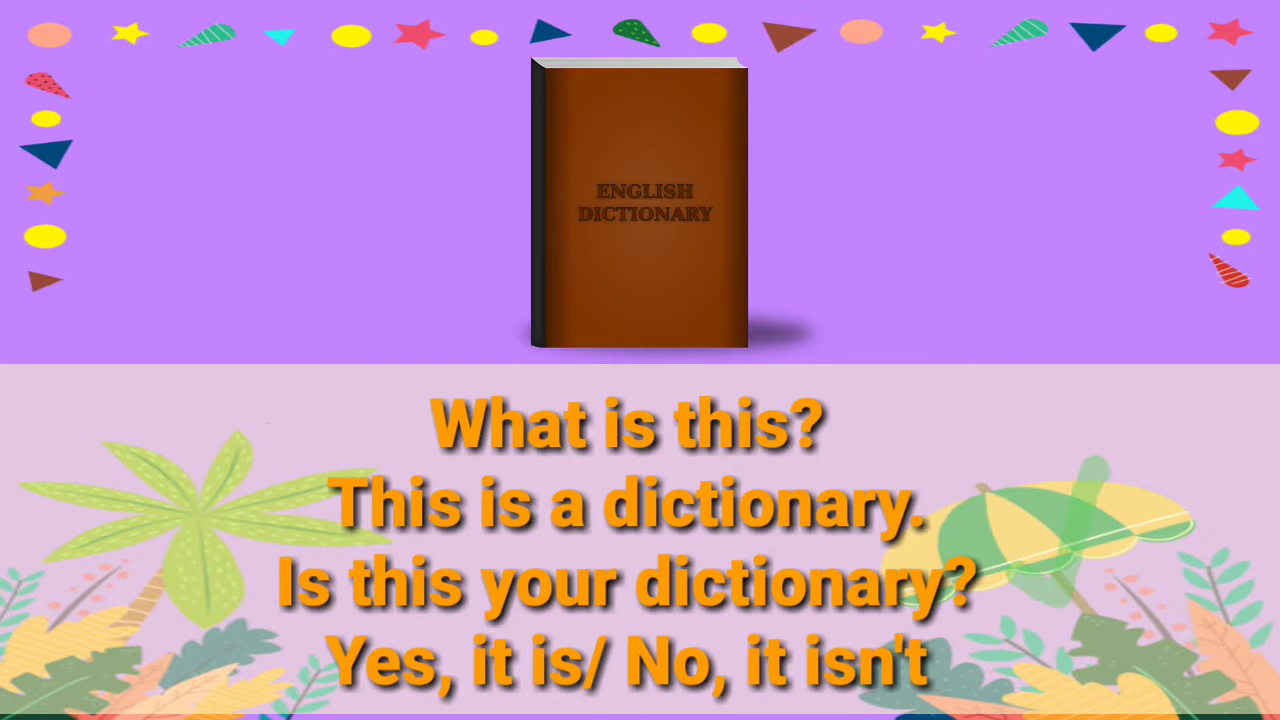 ENGLISH
DICTIONARY
What is this?
This is a dictionary.
Is this your dictionary?
Yes, it is/ No, it isn't